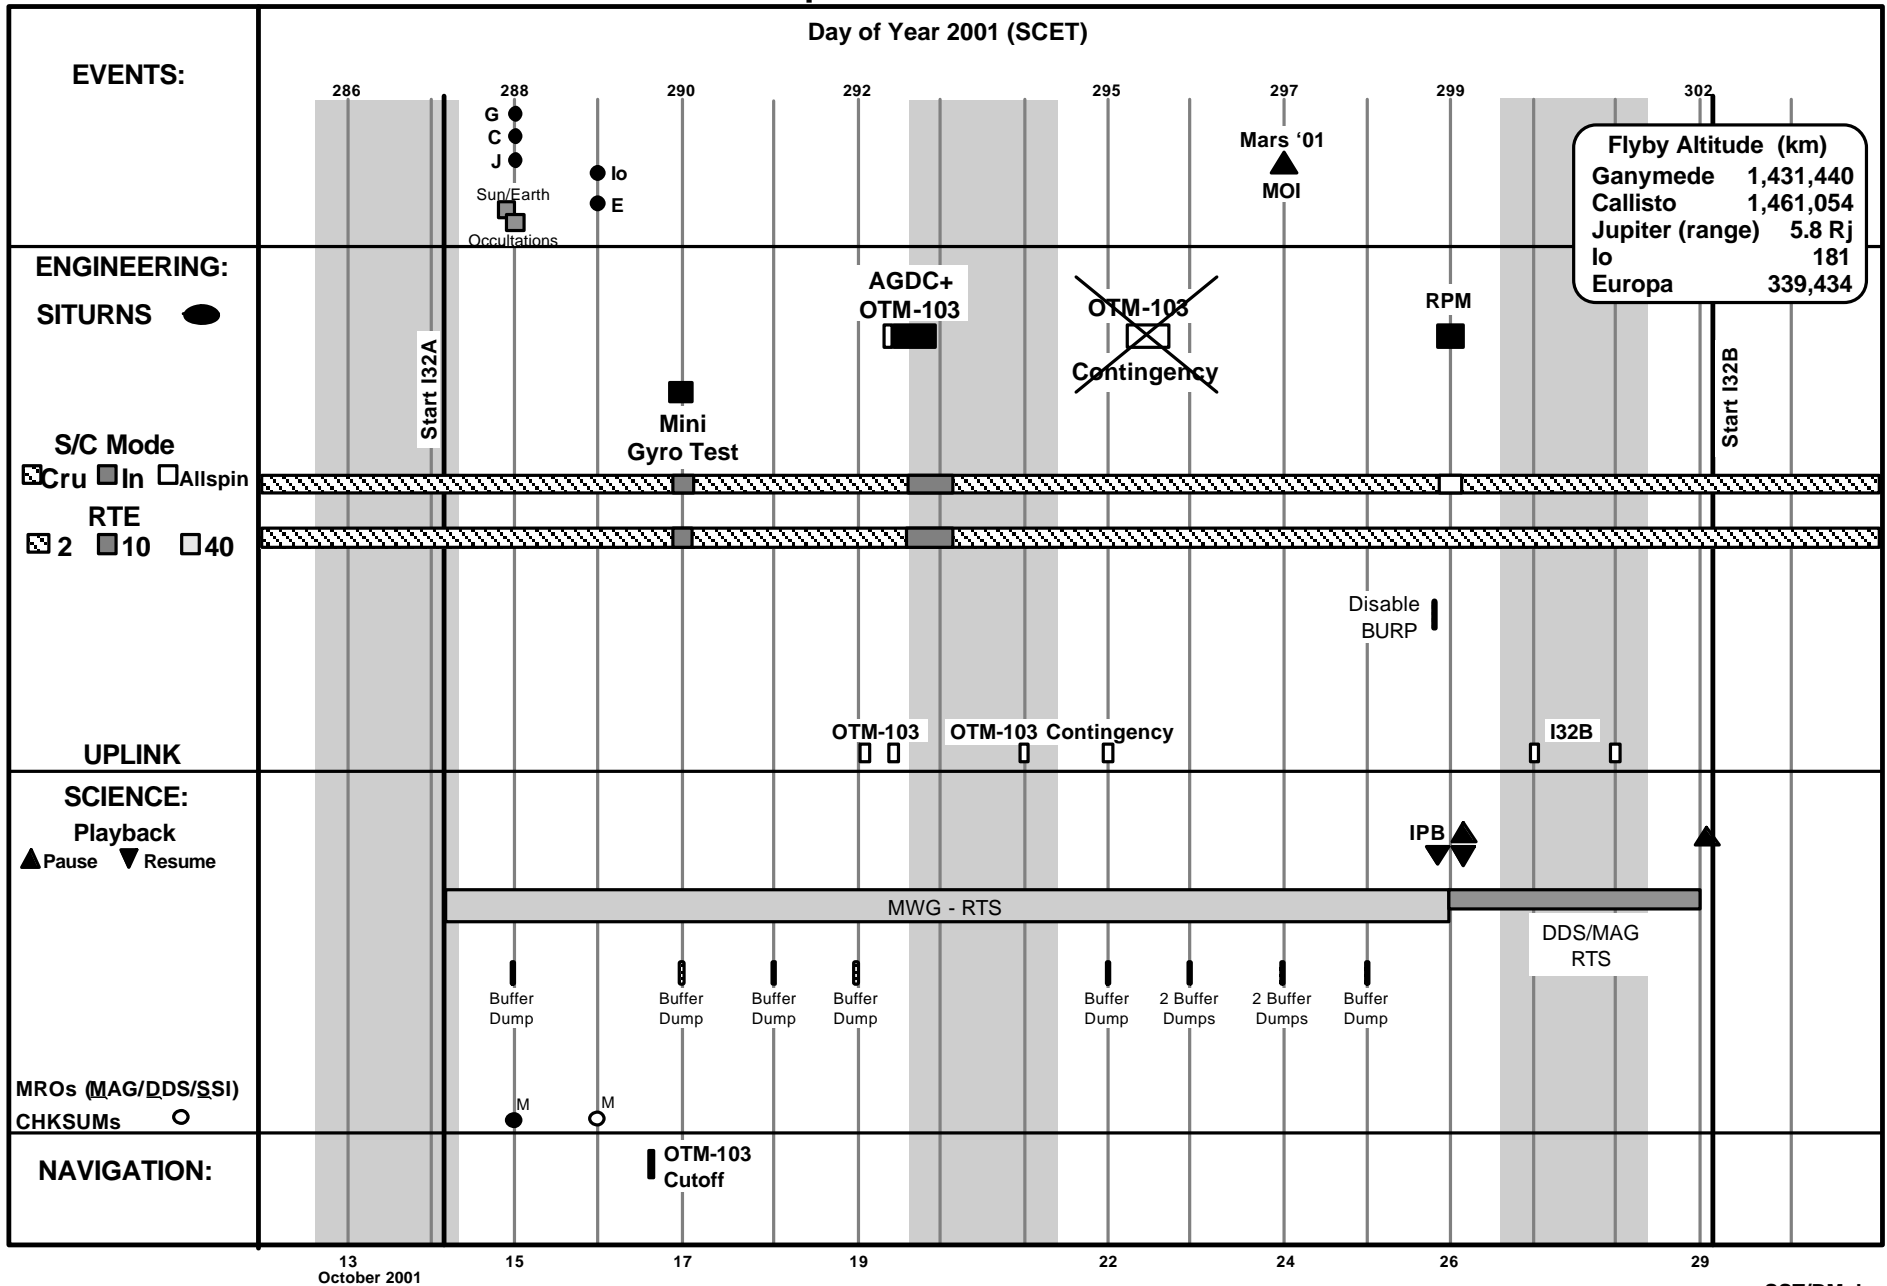 Day of Year 2001 (SCET)
EVENTS:
286 288 290 292 295 297 299 302
G
C
J
Io
E
Sun/Earth
Occultations
Mars ‘01
MOI
Flyby Altitude (km)
Ganymede 1,431,440
Callisto 1,461,054
Jupiter (range) 5.8 Rj
Io 181
Europa 339,434
ENGINEERING:
SITURNS
Start I32A
Mini
Gyro Test
AGDC+
OTM-103
OTM-103
Contingency
RPM
Start I32B
S/C Mode
Cru In Allspin
RTE
2 10 40
Disable
BURP
UPLINK
OTM-103
OTM-103 Contingency
I32B
SCIENCE:
Playback
Pause Resume
IPB
MWG - RTS
DDS/MAG
RTS
Buffer
Dump
Buffer
Dump
Buffer
Dump
Buffer
Dump
Buffer
Dump
2 Buffer
Dumps
2 Buffer
Dumps
Buffer
Dump
MROs (MAG/DDS/SSI)
CHKSUMs
M
M
NAVIGATION:
OTM-103
Cutoff
13 15 17 19 22 24 26 29
October 2001